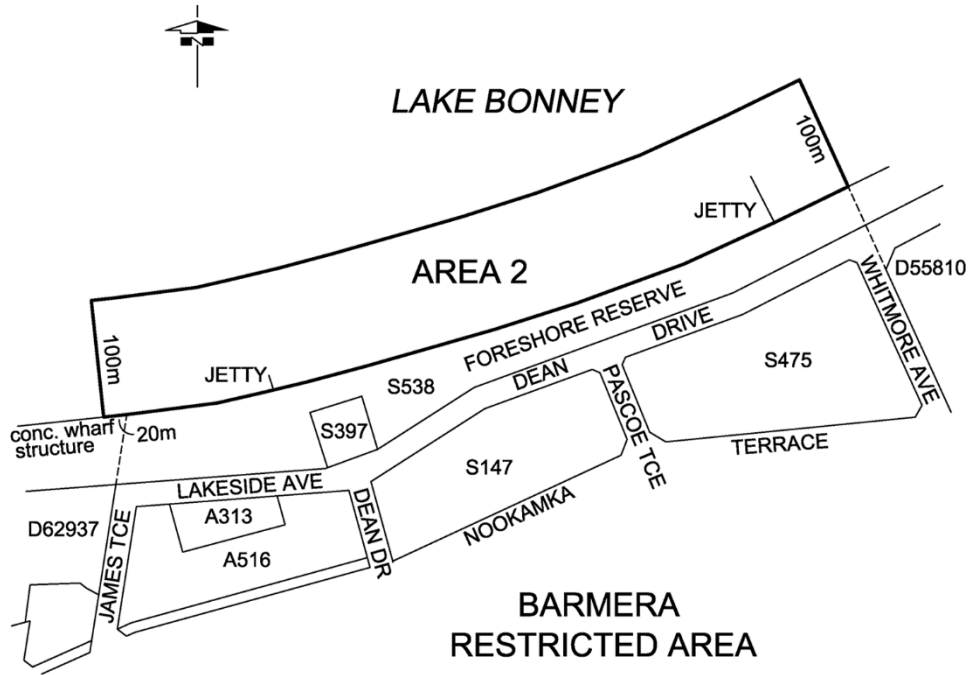 N
LAKE BONNEY
100m
JETTY
AREA 2
D55810
WHITMORE AVE
FORESHORE RESERVE
100m
DRIVE
JETTY
S538
DEAN
S475
PASCOE TCE
conc. wharf
structure
20m
S397
TERRACE
S147
LAKESIDE AVE
DEAN DR
NOOKAMKA
D62937
A313
JAMES TCE
A516
BARMERA
RESTRICTED AREA